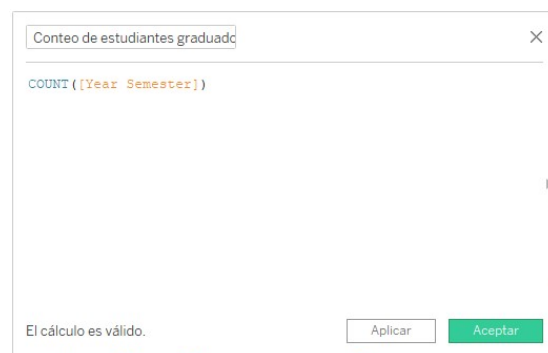 Conteo de estudiantes graduado
COUNT([Year Semester])
El cálculo es válido.
Aplicar
Aceptar